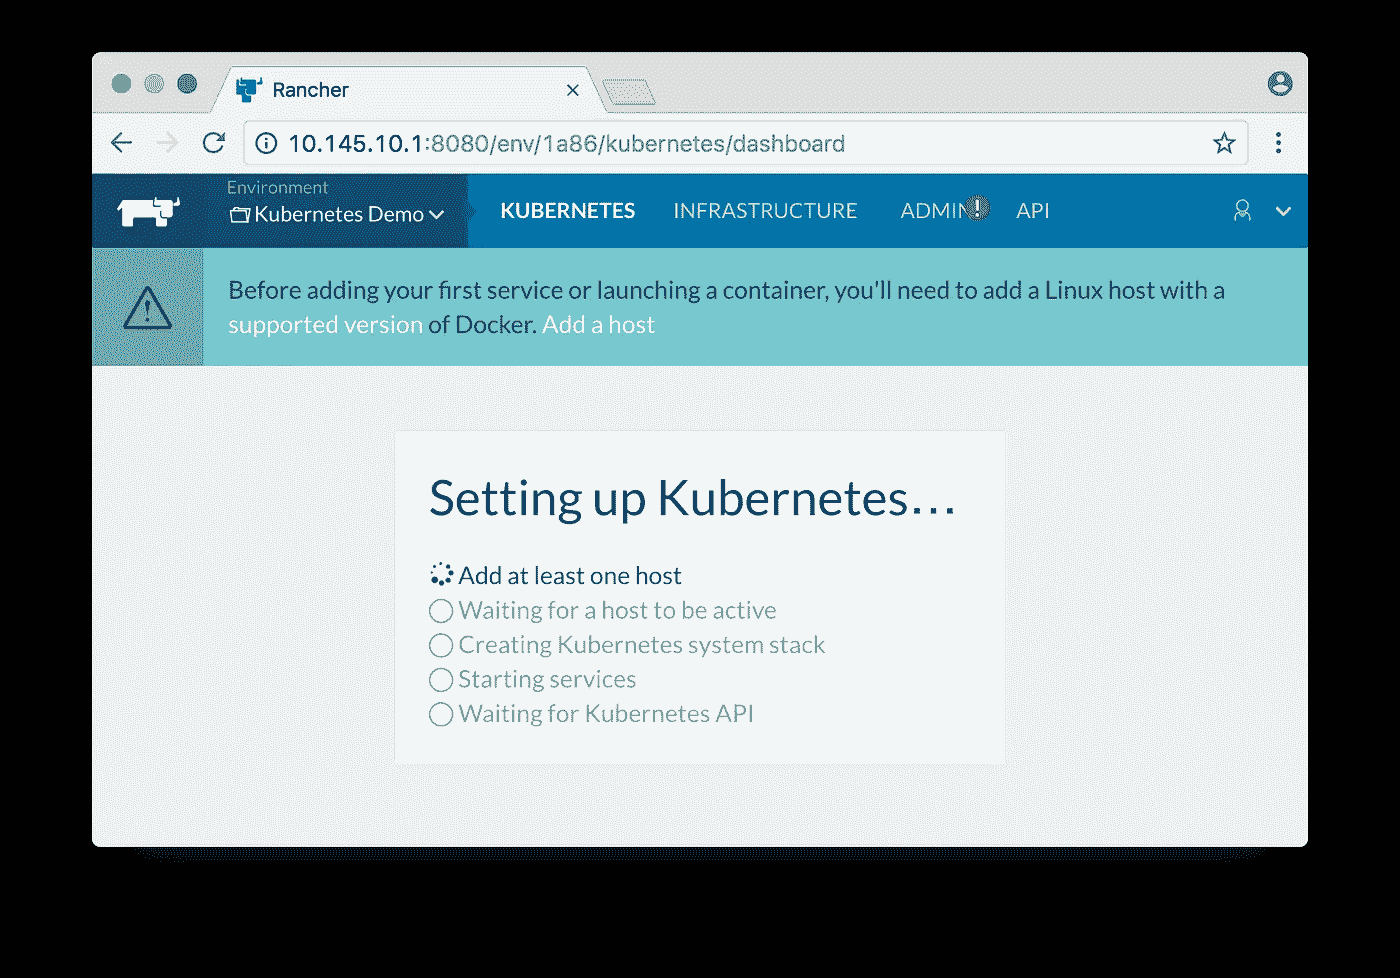 Rancher
10.145.10.1:8080/env/1a86/kubernetes/dashboard
Environment
Kubernetes Demo
KUBERNETES INFRASTRUCTURE ADMIN API
Before adding your first service or launching a container, you'll need to add a Linux host with a
supported version of Docker. Add a host
Setting up Kubernetes...
Add at least one host
Waiting for a host to be active
Creating Kubernetes system stack
Starting services
Waiting for Kubernetes API